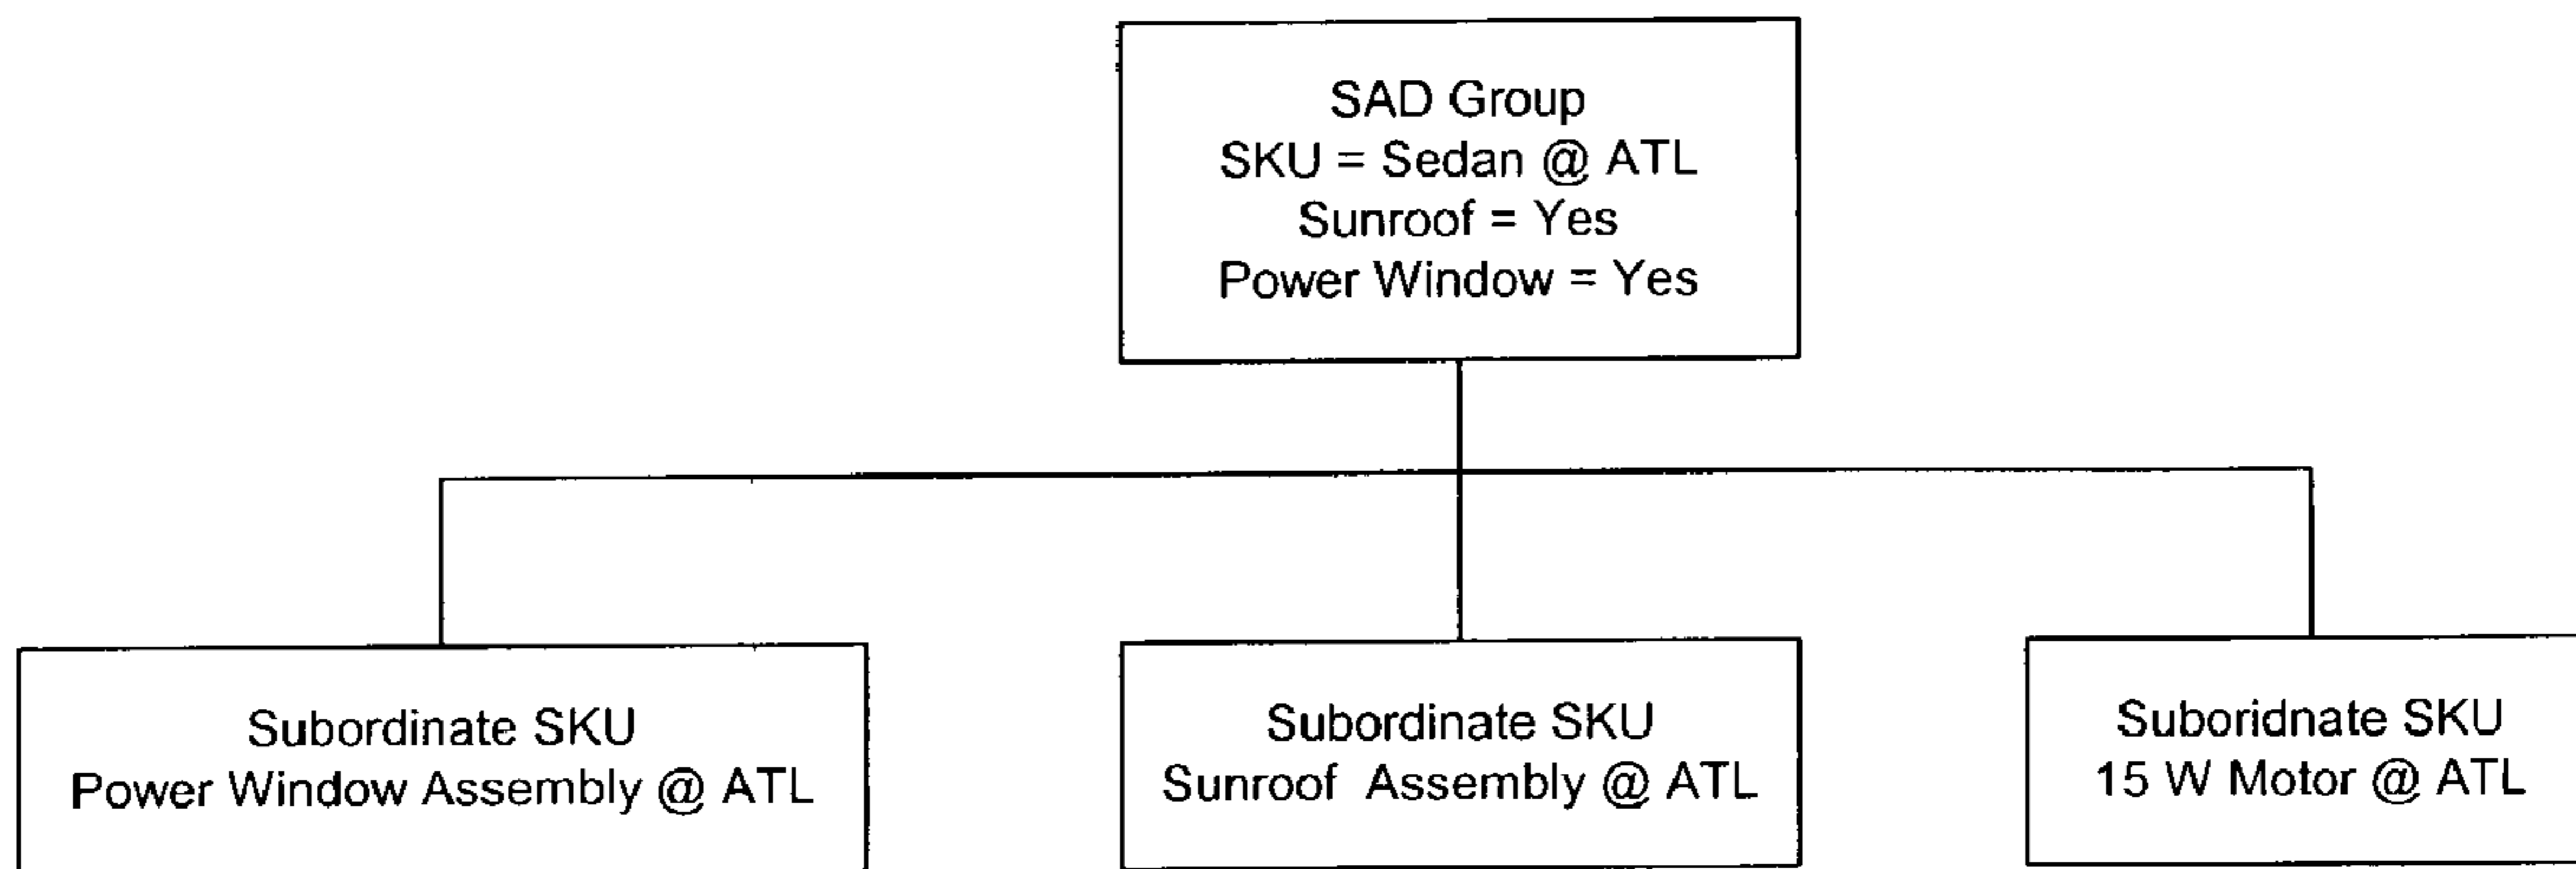 SAD Group
SKU = Sedan @ ATL
Sunroof = Yes
Power Window = Yes
Subordinate SKU
Power Window Assembly @ ATL
Subordinate SKU
Sunroof Assembly @ ATL
Suboridnate SKU
15 W Motor @ ATL